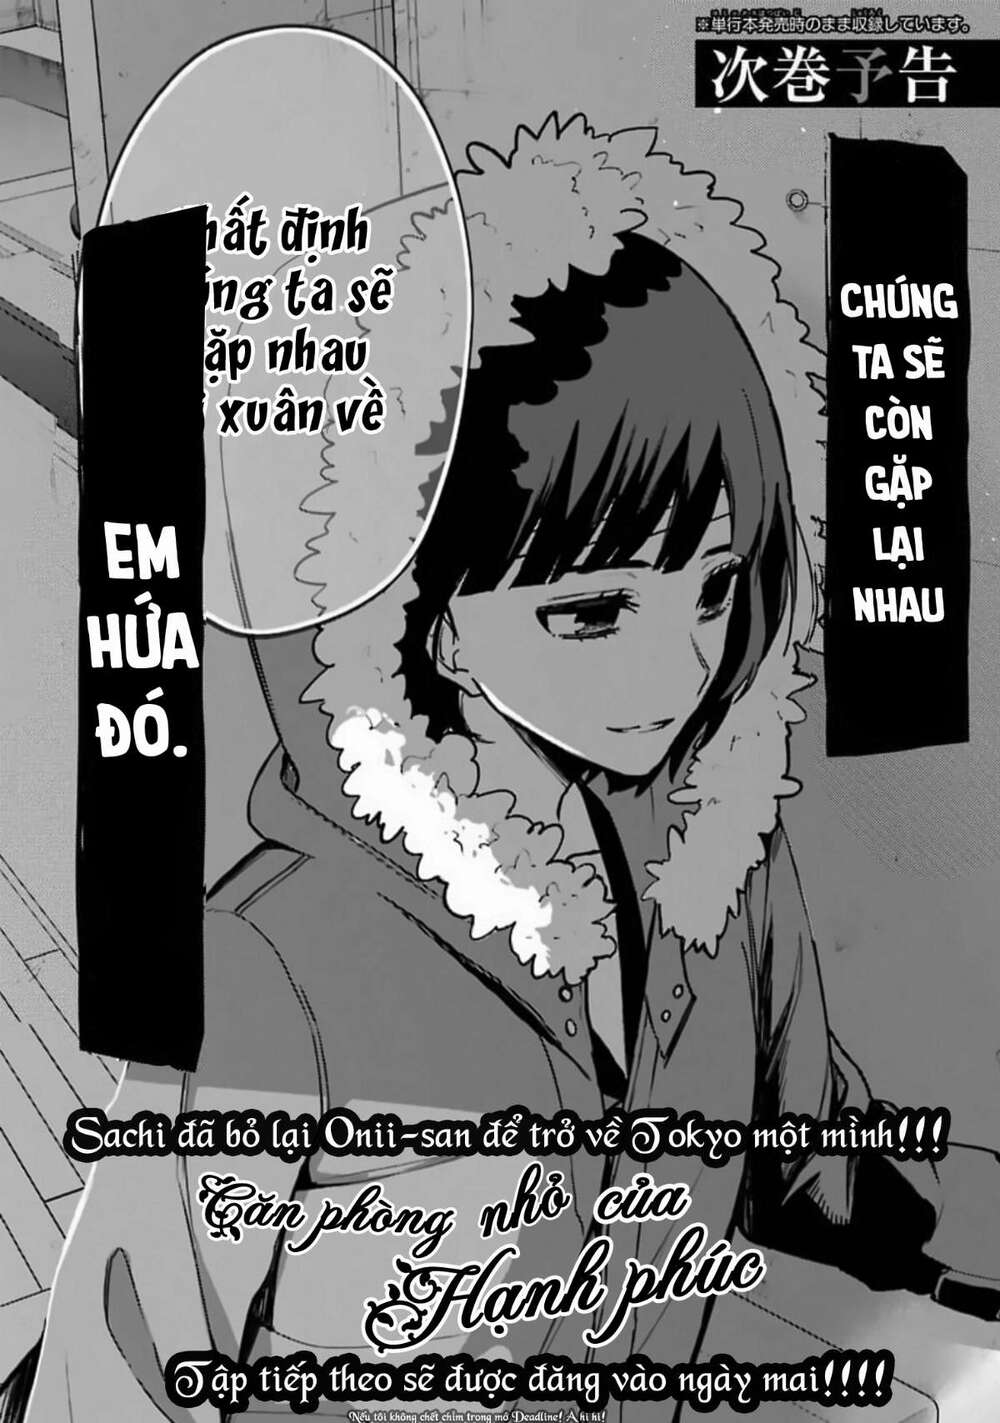 ※単行本発売時のまま収録しています。
次巻予告
CHÚNG
TA SẼ
CÒN
GẶP
LẠI
NHAU
định
ta sẽ
nhau
xuân về
EM
HỨA
ĐÓ.
Sachi đã bỏ lại Onii-san để trở về Tokyo một mình!!!
Căn phòng nhỏ của
Hạnh phúc
Tập tiếp theo sẽ được đăng vào ngày mai!!!!
Nếu tôi không chết chìm trong mớ Deadline! A hi hi!